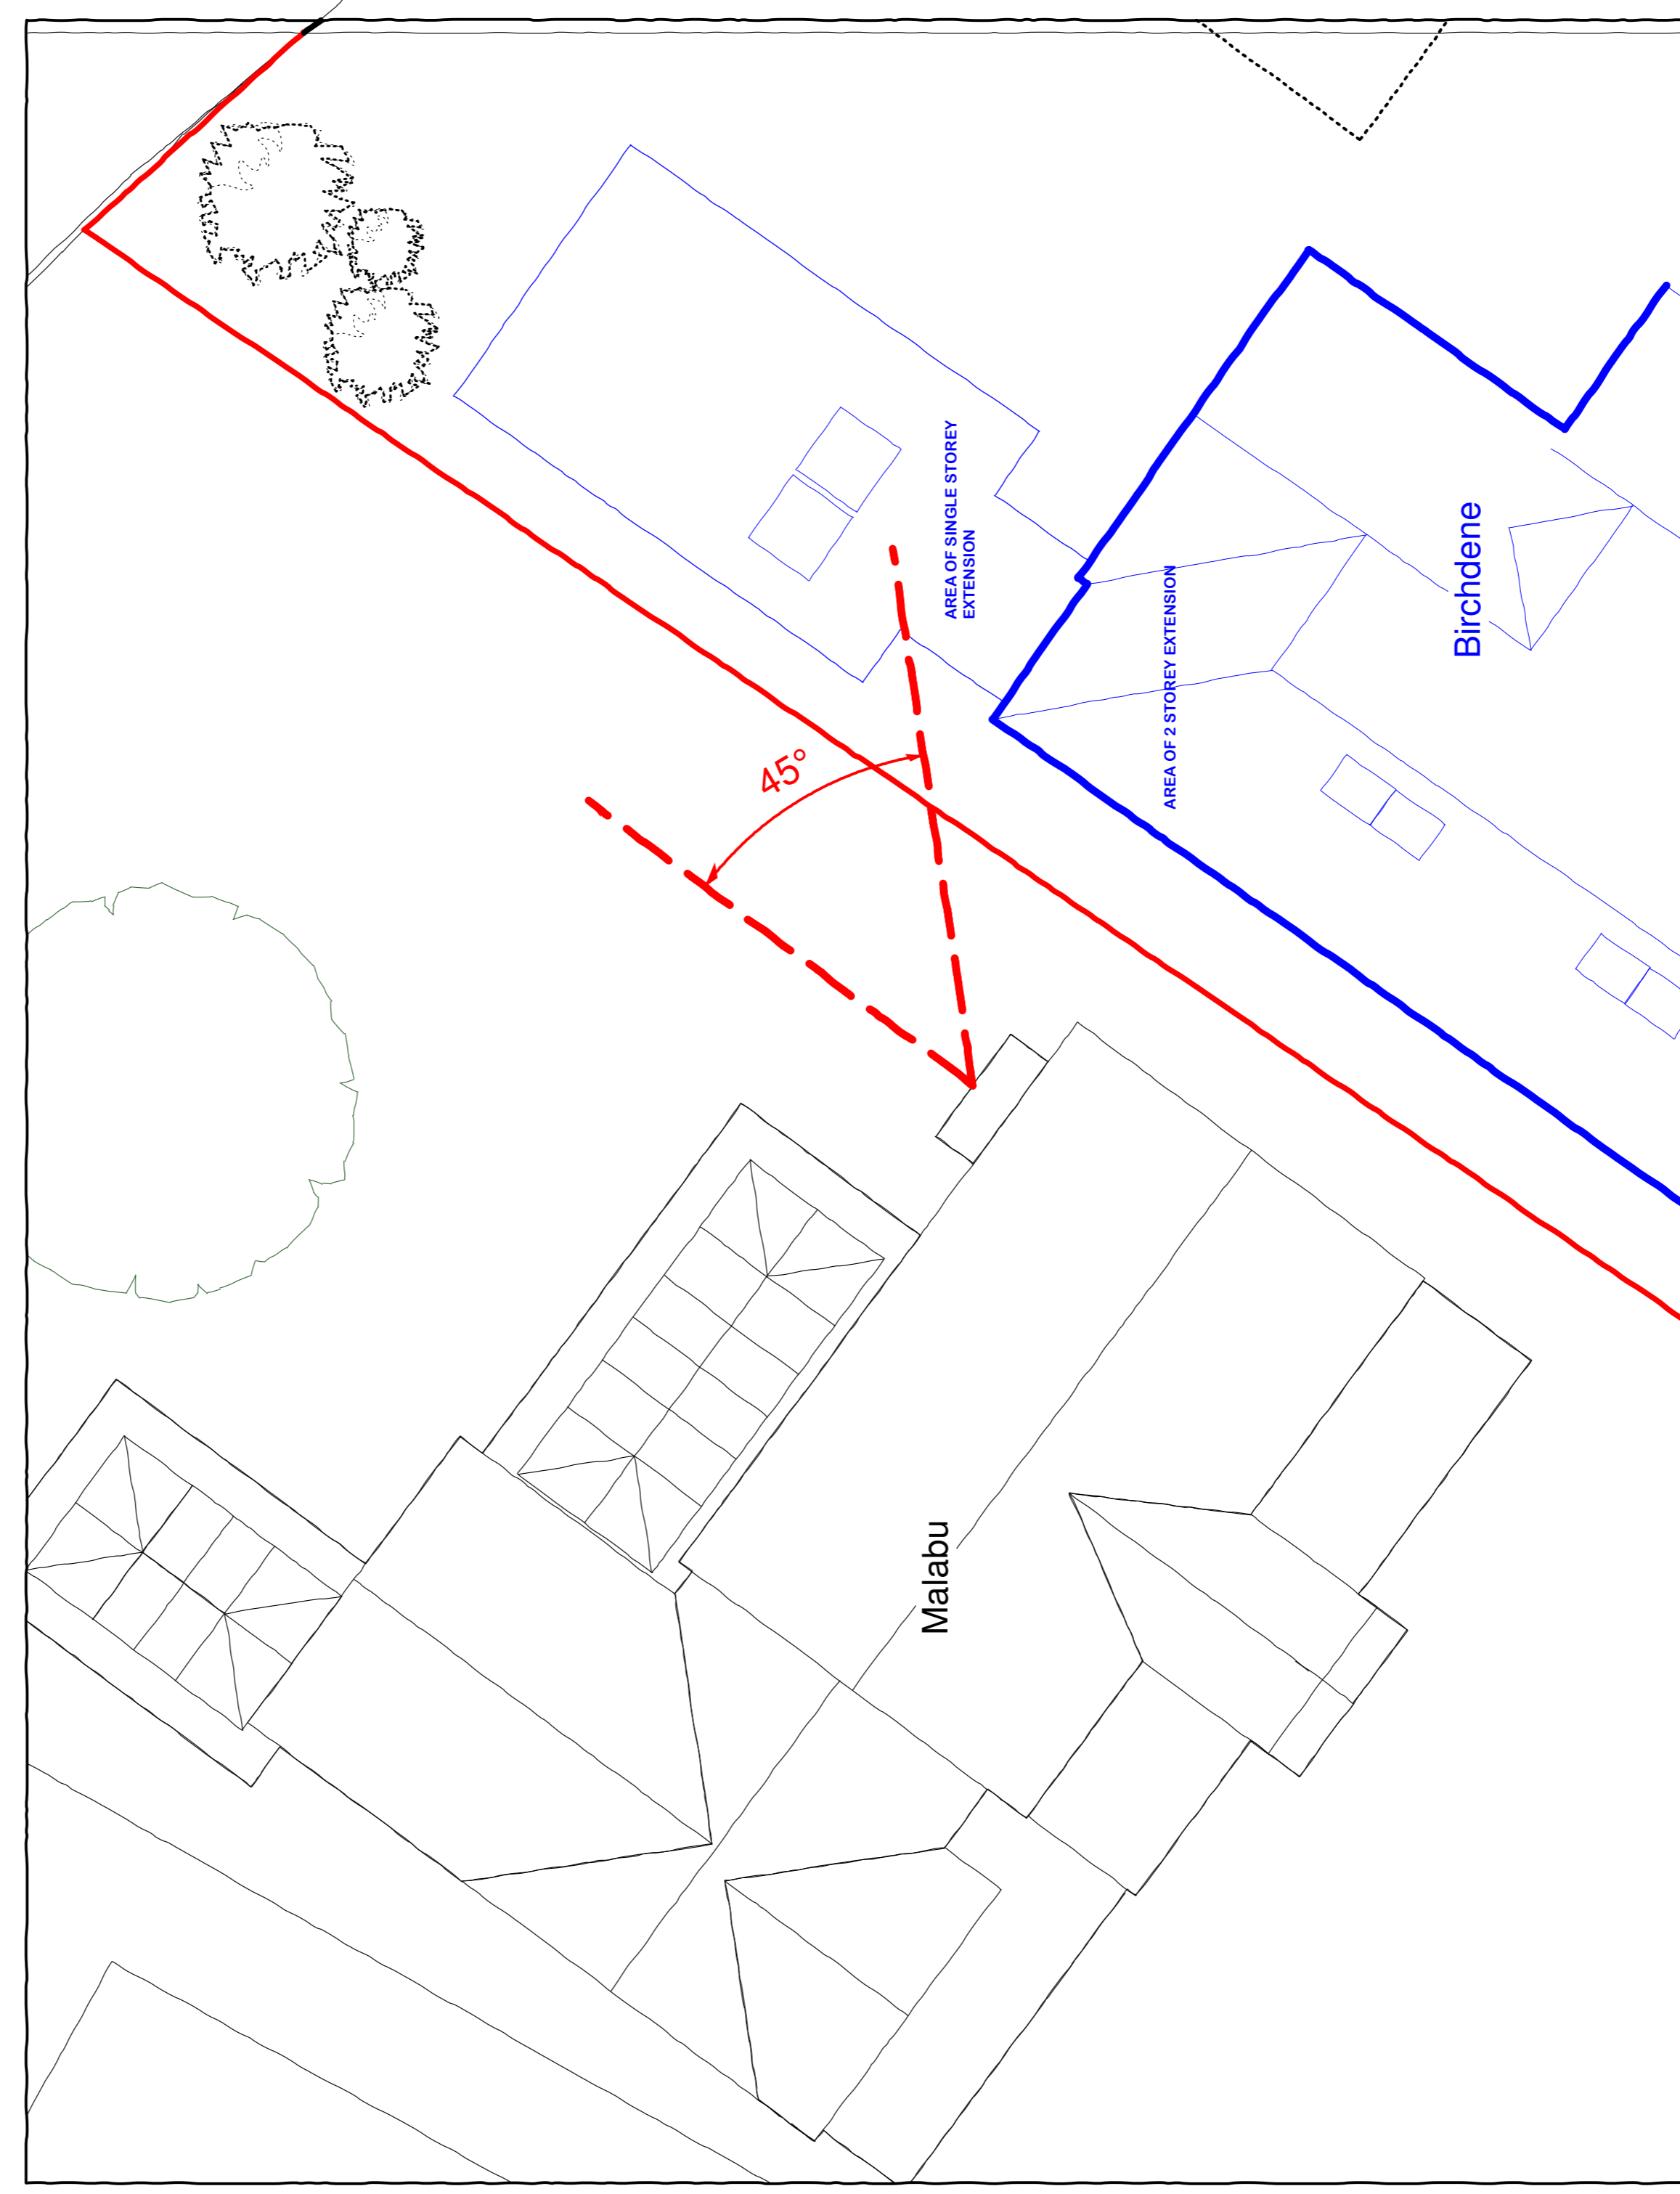 45°
AREA OF SINGLE STOREY
EXTENSION
AREA OF 2 STOREY EXTENSION
Birchdene
Malabu